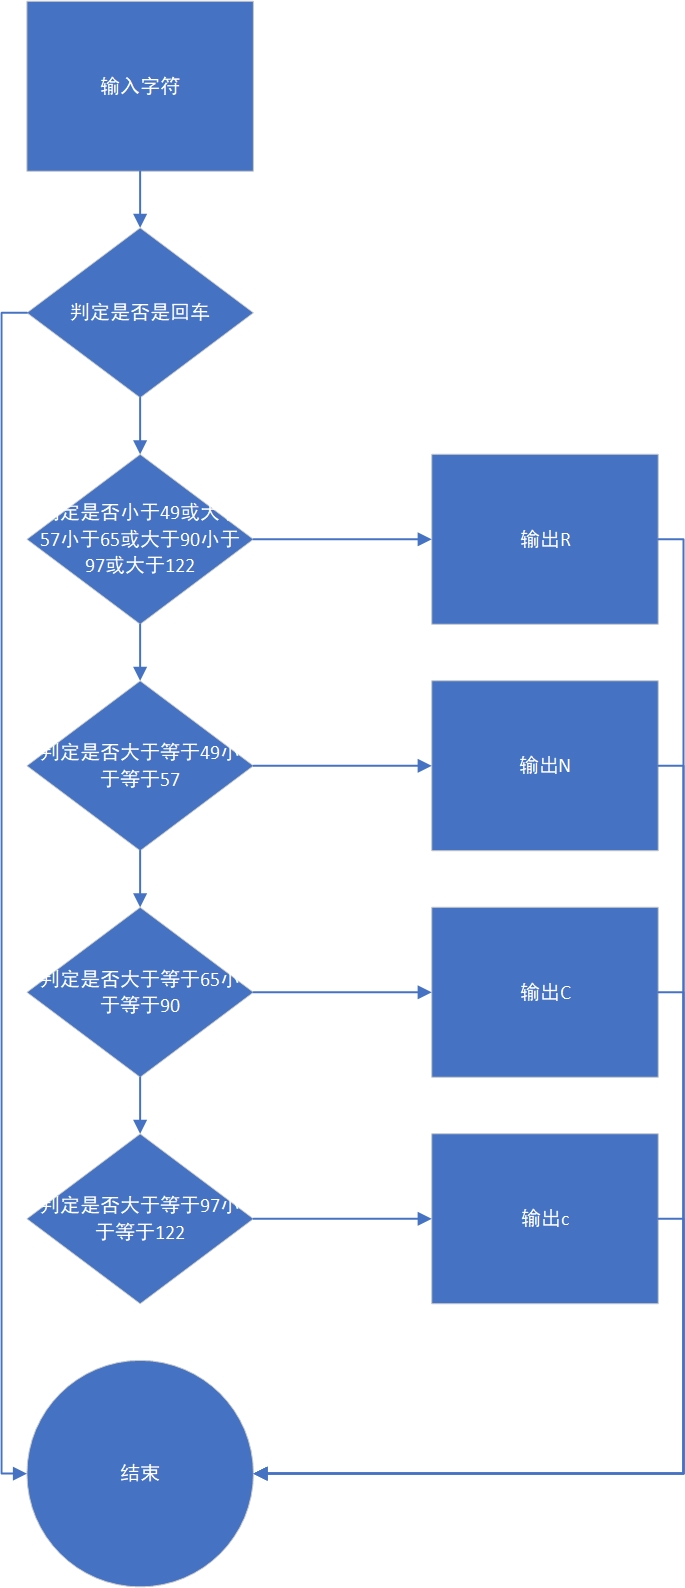 输入字符
判定是否是回车
定是否小于49或大
57小于65或大于90小于
97或大于122
输出R
判定是否大于等于49小
于等于57
输出N
判定是否大于等于65小
于等于90
输出C
判定是否大于等于97小
于等于122
输出c
结束